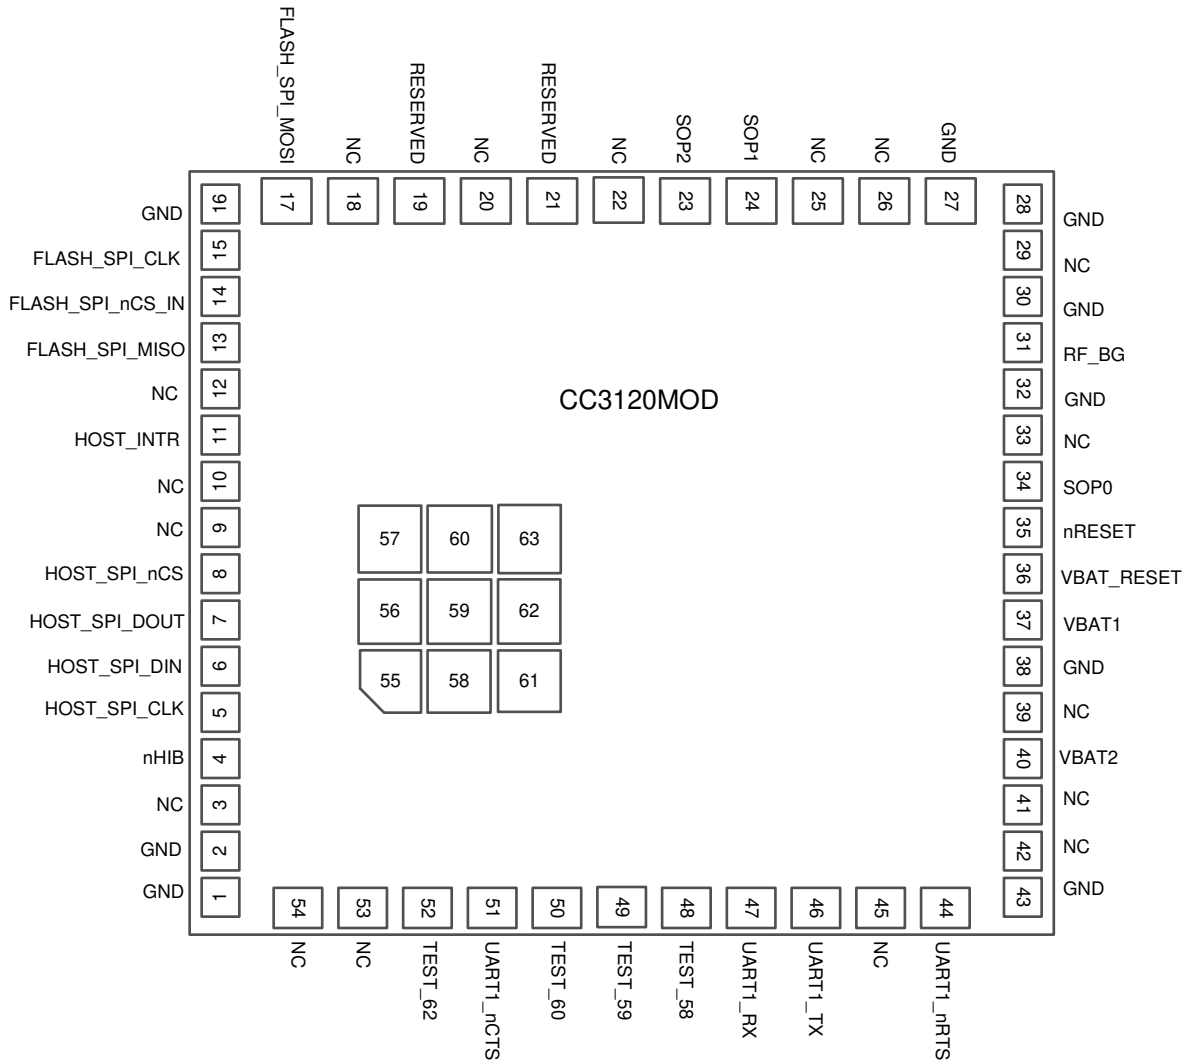 FLASH_SPI_MOSI
NC
RESERVED
NC
RESERVED
NC
SOP2
SOP1
NC
NC
GND
17
18
19
20
21
22
23
24
25
26
27
GND
16
FLASH_SPI_CLK
15
FLASH_SPI_nCS_IN
14
FLASH_SPI_MISO
13
NC
12
HOST_INTR
11
NC
10
NC
9
HOST_SPI_nCS
8
HOST_SPI_DOUT
7
HOST_SPI_DIN
6
HOST_SPI_CLK
5
nHIB
4
NC
3
GND
2
GND
1
CC3120MOD
57
60
63
56
59
62
55
58
61
28
GND
29
NC
30
GND
31
RF_BG
32
GND
33
NC
34
SOP0
35
nRESET
36
VBAT_RESET
37
VBAT1
38
GND
39
NC
40
VBAT2
41
NC
42
NC
43
GND
54
53
52
51
50
49
48
47
46
45
44
NC
NC
TEST_62
UART1_nCTS
TEST_60
TEST_59
TEST_58
UART1_RX
UART1_TX
NC
UART1_nRTS